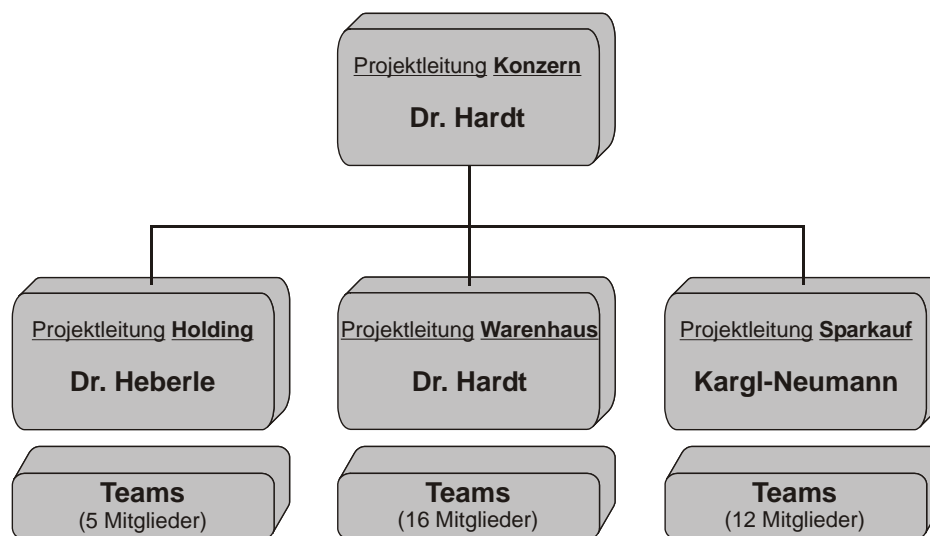 Projektleitung Konzern
Dr. Hardt
Projektleitung Holding
Dr. Heberle
Projektleitung Warenhaus
Dr. Hardt
Projektleitung Sparkauf
Kargl-Neumann
Teams
(5 Mitglieder)
Teams
(16 Mitglieder)
Teams
(12 Mitglieder)